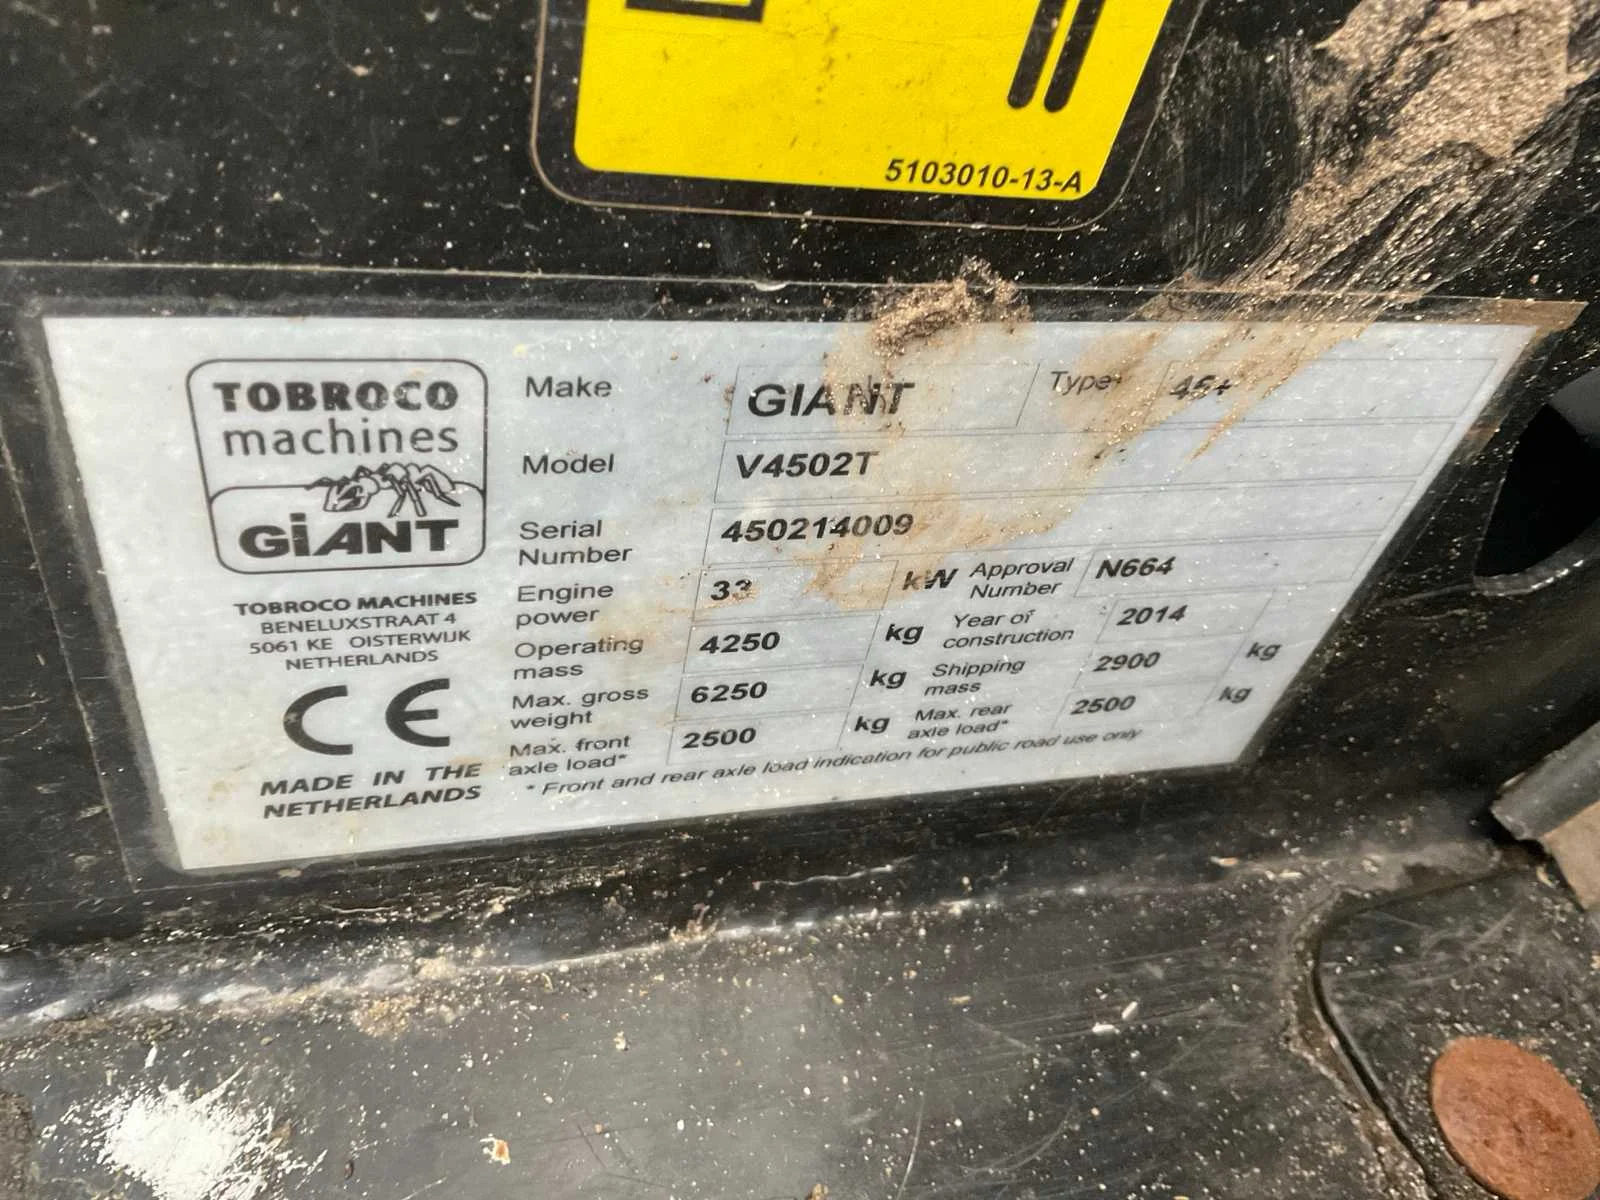 5103010-13-A
TOBROCO
machines
GiANT
TOBROCO MACHINES
BENELUXSTRAAT 4
5061 KE OISTERWIJK
NETHERLANDS
CE
MADE IN THE
NETHERLANDS
Make GIANT Type 45+
Model V4502T
Serial Number 450214009
Engine power 33 kW Approval Number N664
Operating mass 4250 kg Year of construction : 2014
Max. gross weight 6250 kg Shipping mass 2900 kg
Max. front axle load* 2500 kg Max. rear axle load* 2500 kg
* Front and rear axle load indication for public road use only